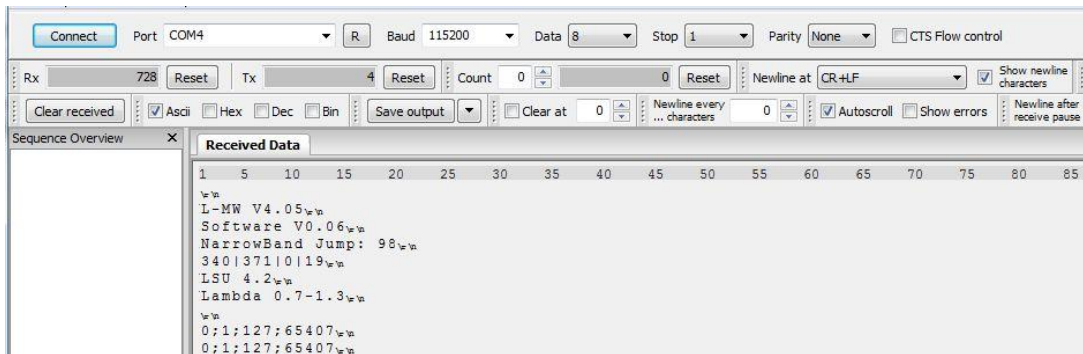 Connect Port COM4 R Baud 115200 Data 8 Stop 1 Parity None CTS Flow control
Rx 728 Reset Tx 4 Reset Count 0 0 Reset Newline at CR+LF Show newline characters
Clear received Ascii Hex Dec Bin Save output Clear at 0 Newline every ... characters 0 Autoscroll Show errors Newline after receive pause
Sequence Overview X Received Data
1 5 10 15 20 25 30 35 40 45 50 55 60 65 70 75 80 85
\r\n
L-MW V4.05\r\n
Software V0.06\r\n
NarrowBand Jump: 98\r\n
340|371|0|19\r\n
LSU 4.2\r\n
Lambda 0.7-1.3\r\n
\r\n
0;1;127;65407\r\n
0;1;127;65407\r\n